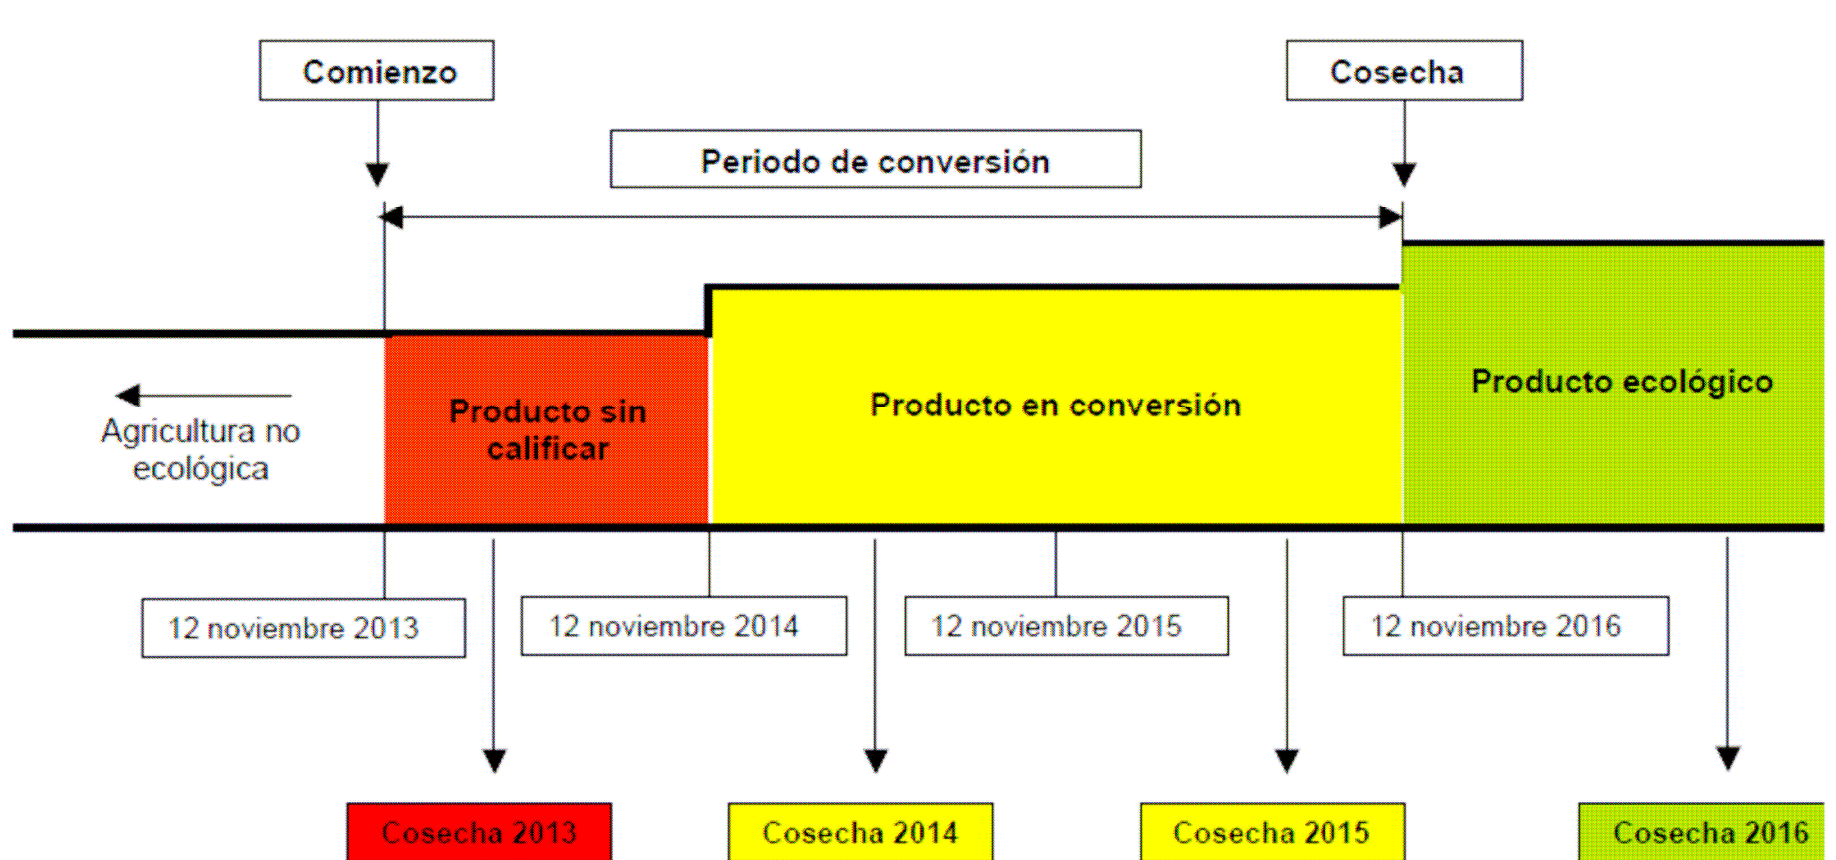 Comienzo
Cosecha
Periodo de conversión
Agricultura no
ecológica
Producto sin
calificar
Producto en conversión
Producto ecológico
12 noviembre 2013
12 noviembre 2014
12 noviembre 2015
12 noviembre 2016
Cosecha 2013
Cosecha 2014
Cosecha 2015
Cosecha 2016